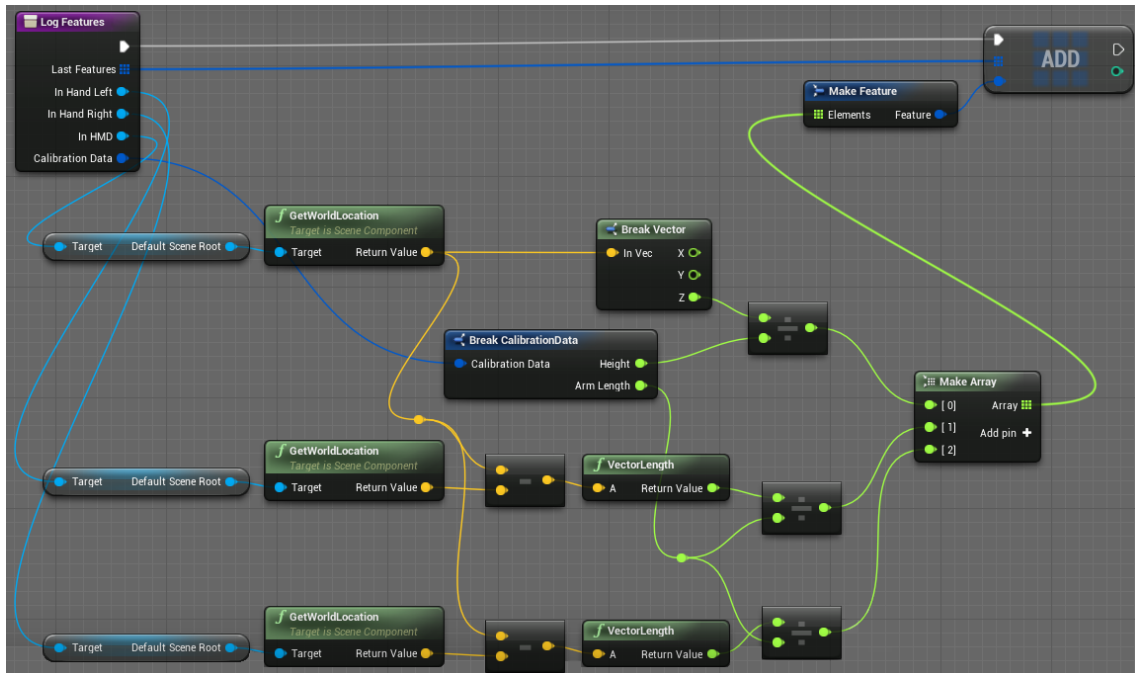 Log Features
Last Features
In Hand Left
In Hand Right
In HMD
Calibration Data
ADD
Make Feature
Elements Feature
GetWorldLocation
Target is Scene Component
Target Return Value
Target Default Scene Root
Break Vector
In Vec X
Y
Z
Break CalibrationData
Calibration Data Height
Arm Length
Make Array
[ 0] Array
[ 1] Add pin +
[ 2]
GetWorldLocation
Target is Scene Component
Target Return Value
Target Default Scene Root
VectorLength
A Return Value
GetWorldLocation
Target is Scene Component
Target Return Value
Target Default Scene Root
VectorLength
A Return Value